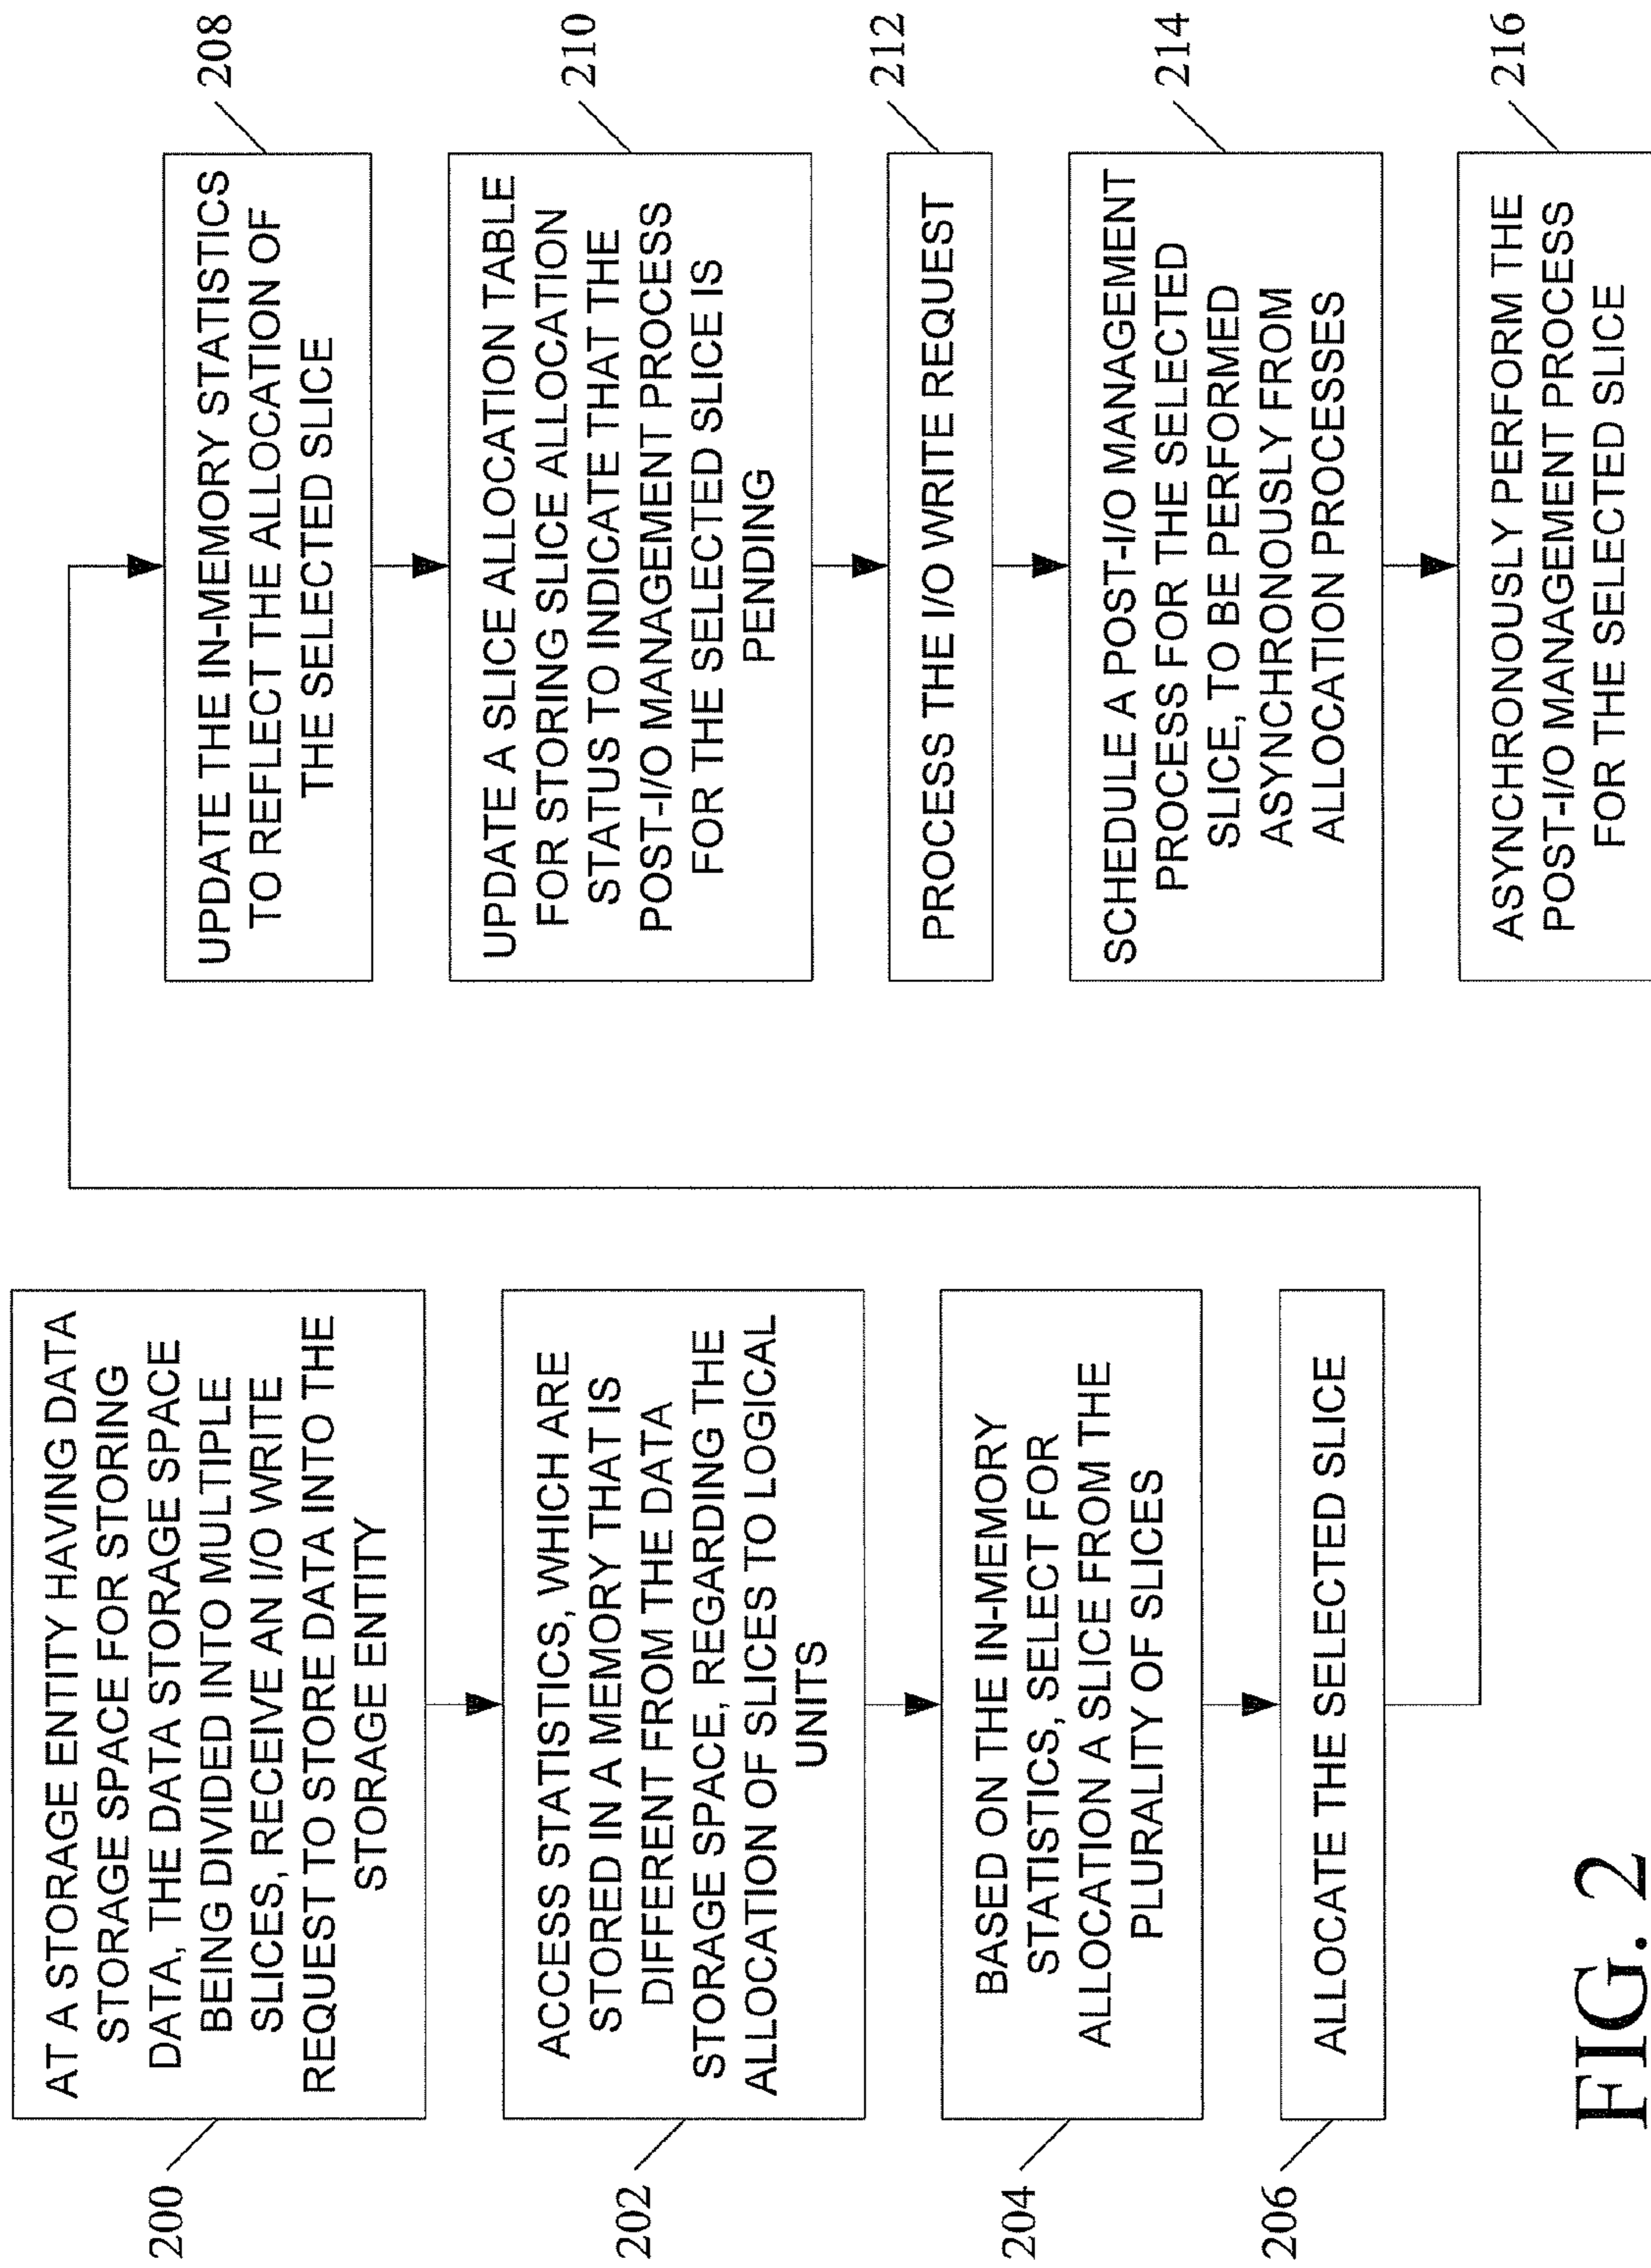 200
AT A STORAGE ENTITY HAVING DATA
STORAGE SPACE FOR STORING
DATA, THE DATA STORAGE SPACE
BEING DIVIDED INTO MULTIPLE
SLICES, RECEIVE AN I/O WRITE
REQUEST TO STORE DATA INTO THE
STORAGE ENTITY
202
ACCESS STATISTICS, WHICH ARE
STORED IN A MEMORY THAT IS
DIFFERENT FROM THE DATA
STORAGE SPACE, REGARDING THE
ALLOCATION OF SLICES TO LOGICAL
UNITS
204
BASED ON THE IN-MEMORY
STATISTICS, SELECT FOR
ALLOCATION A SLICE FROM THE
PLURALITY OF SLICES
206
ALLOCATE THE SELECTED SLICE
208
UPDATE THE IN-MEMORY STATISTICS
TO REFLECT THE ALLOCATION OF
THE SELECTED SLICE
210
UPDATE A SLICE ALLOCATION TABLE
FOR STORING SLICE ALLOCATION
STATUS TO INDICATE THAT THE
POST-I/O MANAGEMENT PROCESS
FOR THE SELECTED SLICE IS
PENDING
212
PROCESS THE I/O WRITE REQUEST
214
SCHEDULE A POST-I/O MANAGEMENT
PROCESS FOR THE SELECTED
SLICE, TO BE PERFORMED
ASYNCHRONOUSLY FROM
ALLOCATION PROCESSES
216
ASYNCHRONOUSLY PERFORM THE
POST-I/O MANAGEMENT PROCESS
FOR THE SELECTED SLICE
FIG. 2